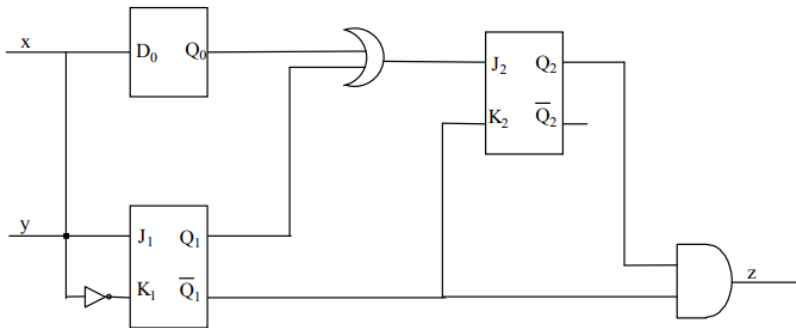 x
D₀ Q₀
J₂ Q₂
K₂ Q̅₂
y
J₁ Q₁
K₁ Q̅₁
z